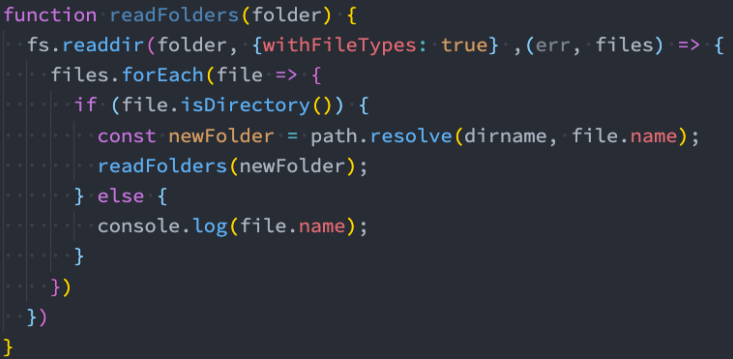 function readFolders(folder) {
  fs.readdir(folder, {withFileTypes: true} ,(err, files) => {
    files.forEach(file => {
      if (file.isDirectory()) {
        const newFolder = path.resolve(dirname, file.name);
        readFolders(newFolder);
      } else {
        console.log(file.name);
      }
    })
  })
}